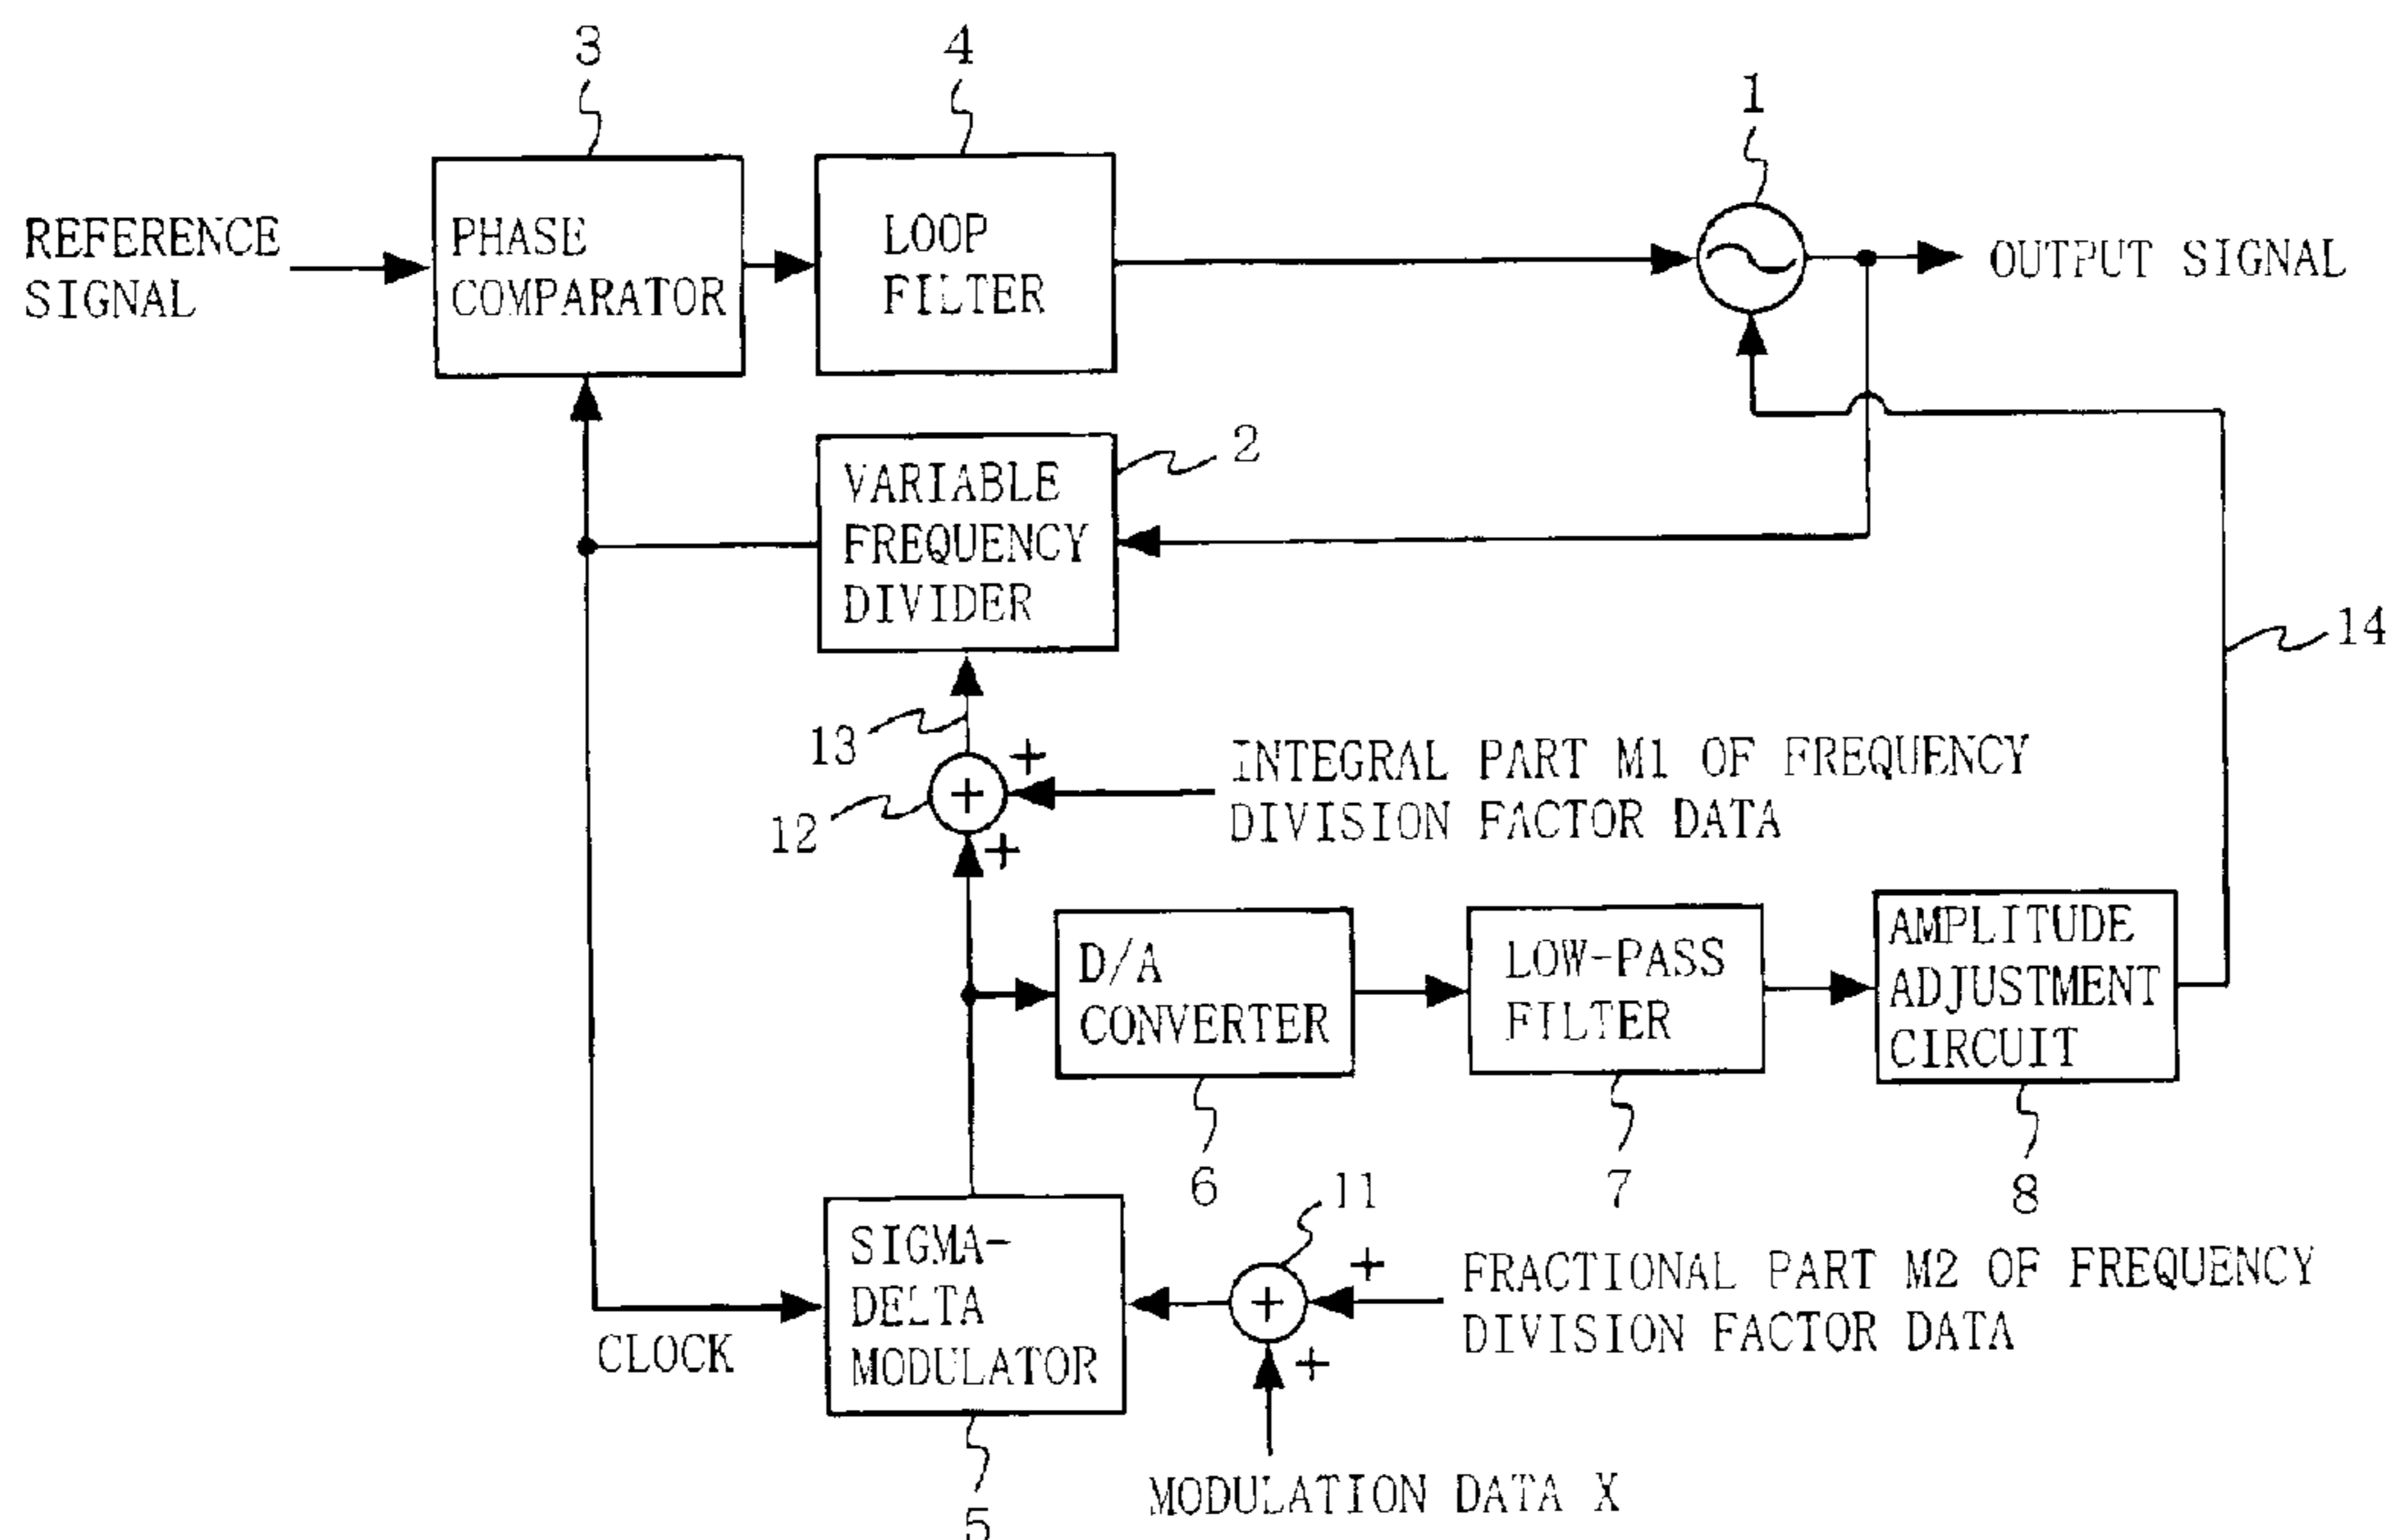 3
4
1
REFERENCE
SIGNAL
PHASE
COMPARATOR
LOOP
FILTER
OUTPUT SIGNAL
2
VARIABLE
FREQUENCY
DIVIDER
14
13
+
INTEGRAL PART M1 OF FREQUENCY
DIVISION FACTOR DATA
12
+
+
D/A
CONVERTER
LOW-PASS
FILTER
AMPLITUDE
ADJUSTMENT
CIRCUIT
6
7
8
11
SIGMA-
DELTA
MODULATOR
+
+
FRACTIONAL PART M2 OF FREQUENCY
DIVISION FACTOR DATA
CLOCK
+
MODULATION DATA X
5